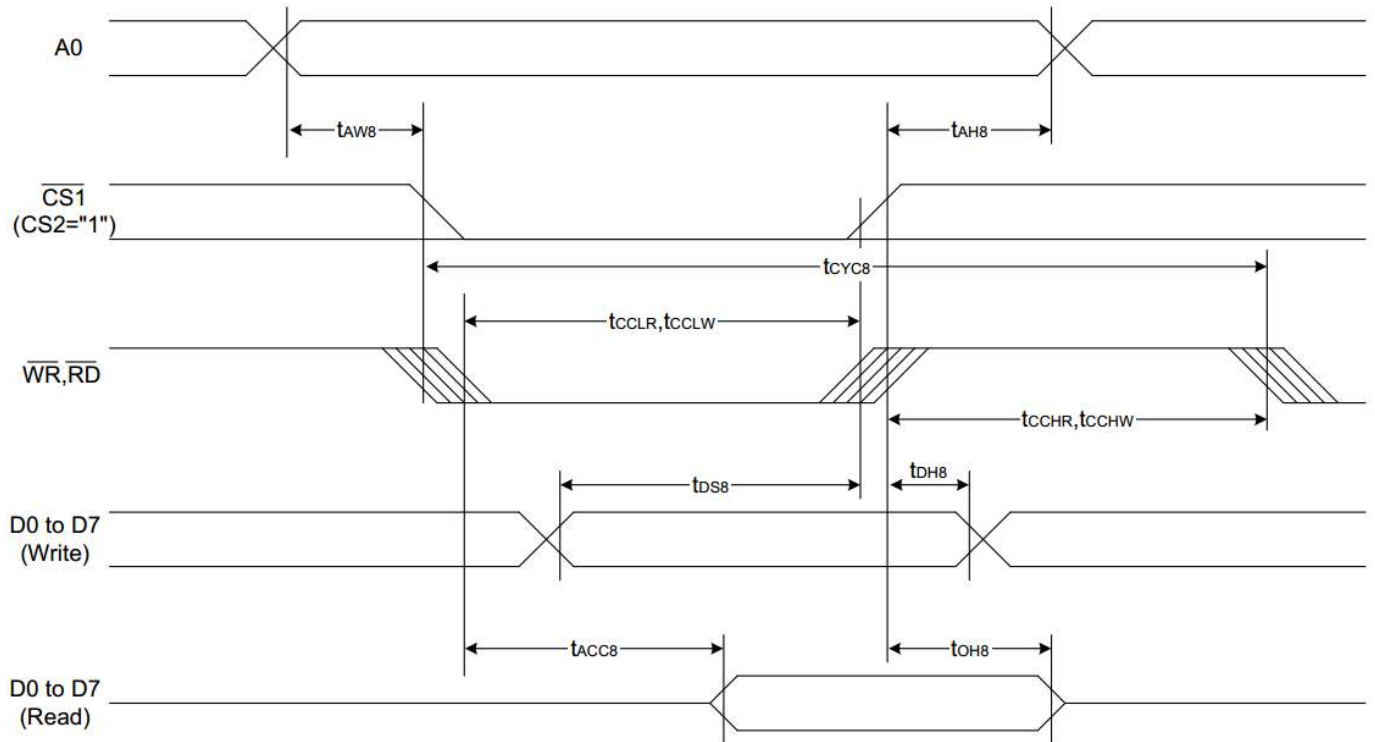 A0
tAW8
tAH8
CS1
(CS2="1")
tCYC8
tCCLR,tCCLW
WR,RD
tCCHR,tCCHW
tDS8
tDH8
D0 to D7
(Write)
tACC8
tOH8
D0 to D7
(Read)